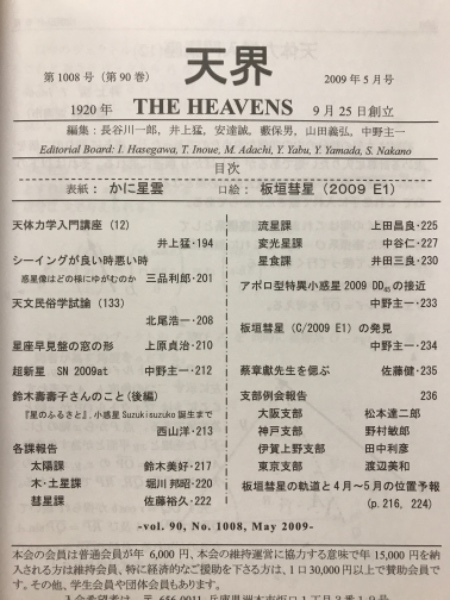 第1008号（第90巻）
天界
2009年5月号
1920年 THE HEAVENS 9月25日創立
編集：長谷川一郎, 井上猛, 安達誠, 藪保男, 山田義弘, 中野主一
Editorial Board: I. Hasegawa, T. Inoue, M. Adachi, Y. Yabu, Y. Yamada, S. Nakano
目次
表紙： かに星雲 口絵： 板垣彗星（2009 E1）
天体力学入門講座（12）
井上猛・194
シーイングが良い時悪い時
惑星像はどの様にゆがむのか 三品利郎・201
天文民俗学試論（133）
北尾浩一・208
星座早見盤の窓の形 上原貞治・210
超新星 SN 2009at 中野主一・212
鈴木壽壽子さんのこと（後編）
『星のふるさと』, 小惑星Suzukisuzuko誕生まで
西山洋・213
各課報告
太陽課 鈴木美好・217
木・土星課 堀川邦昭・220
彗星課 佐藤裕久・222
流星課 上田昌良・225
変光星課 中谷仁・227
星食課 井田三良・230
アポロ型特異小惑星 2009 DD45の接近
中野主一・233
板垣彗星（C/2009 E1）の発見
中野主一・234
蔡章獻先生を偲ぶ 佐藤健・235
支部例会報告 236
大阪支部 松本達二郎
神戸支部 野村敏郎
伊賀上野支部 田中利彦
東京支部 渡辺美和
板垣彗星の軌道と4月～5月の位置予報
(p. 216, 224)
-vol. 90, No. 1008, May 2009-
本会の会員は普通会員が年 6,000 円、本会の維持運営に協力する意味で年 15,000 円を納
入される方は維持会員、特に経済的なご援助を下さる方は、1口30,000円以上で賛助会員で
す。その他、学生会員や団体会員もあります。